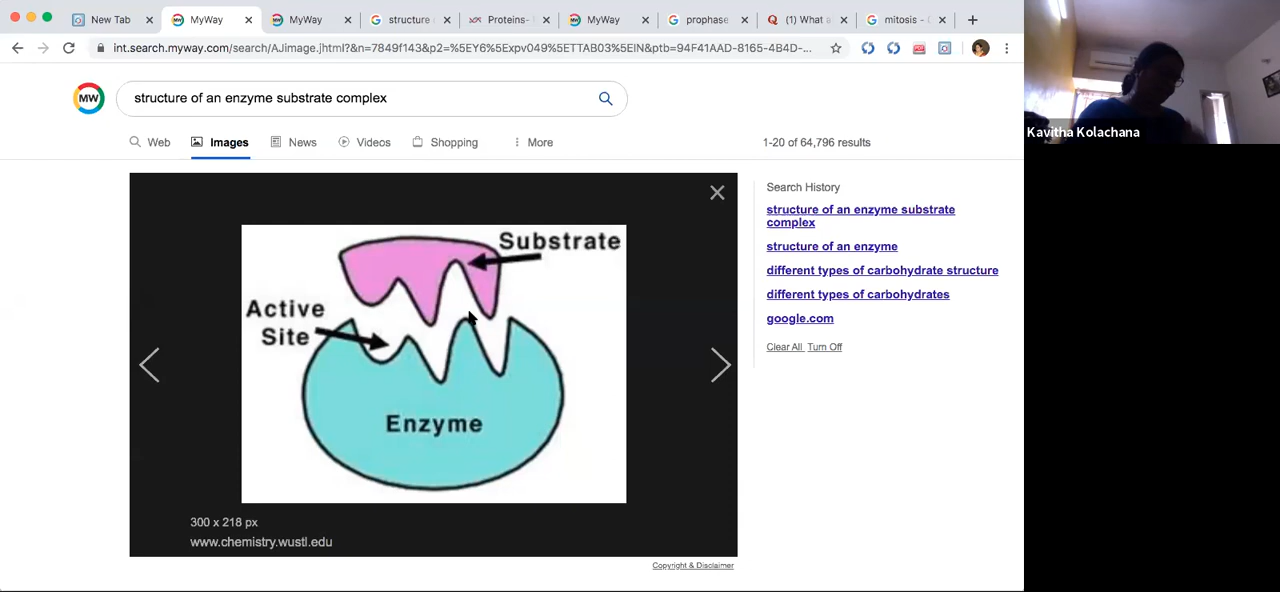 New Tab
MyWay
MyWay
structure
Proteins-
MyWay
prophase
(1) What
mitosis -
int.search.myway.com/search/AJimage.jhtml?&n=7849f143&p2=%5EY6%5Expv049%5ETTAB03%5EIN&ptb=94F41AAD-8165-4B4D-...
MW
structure of an enzyme substrate complex
Web
Images
News
Videos
Shopping
More
1-20 of 64,796 results
Substrate
Active
Site
Enzyme
300 x 218 px
www.chemistry.wustl.edu
Copyright & Disclaimer
Search History
structure of an enzyme substrate
complex
structure of an enzyme
different types of carbohydrate structure
different types of carbohydrates
google.com
Clear All Turn Off
Kavitha Kolachana